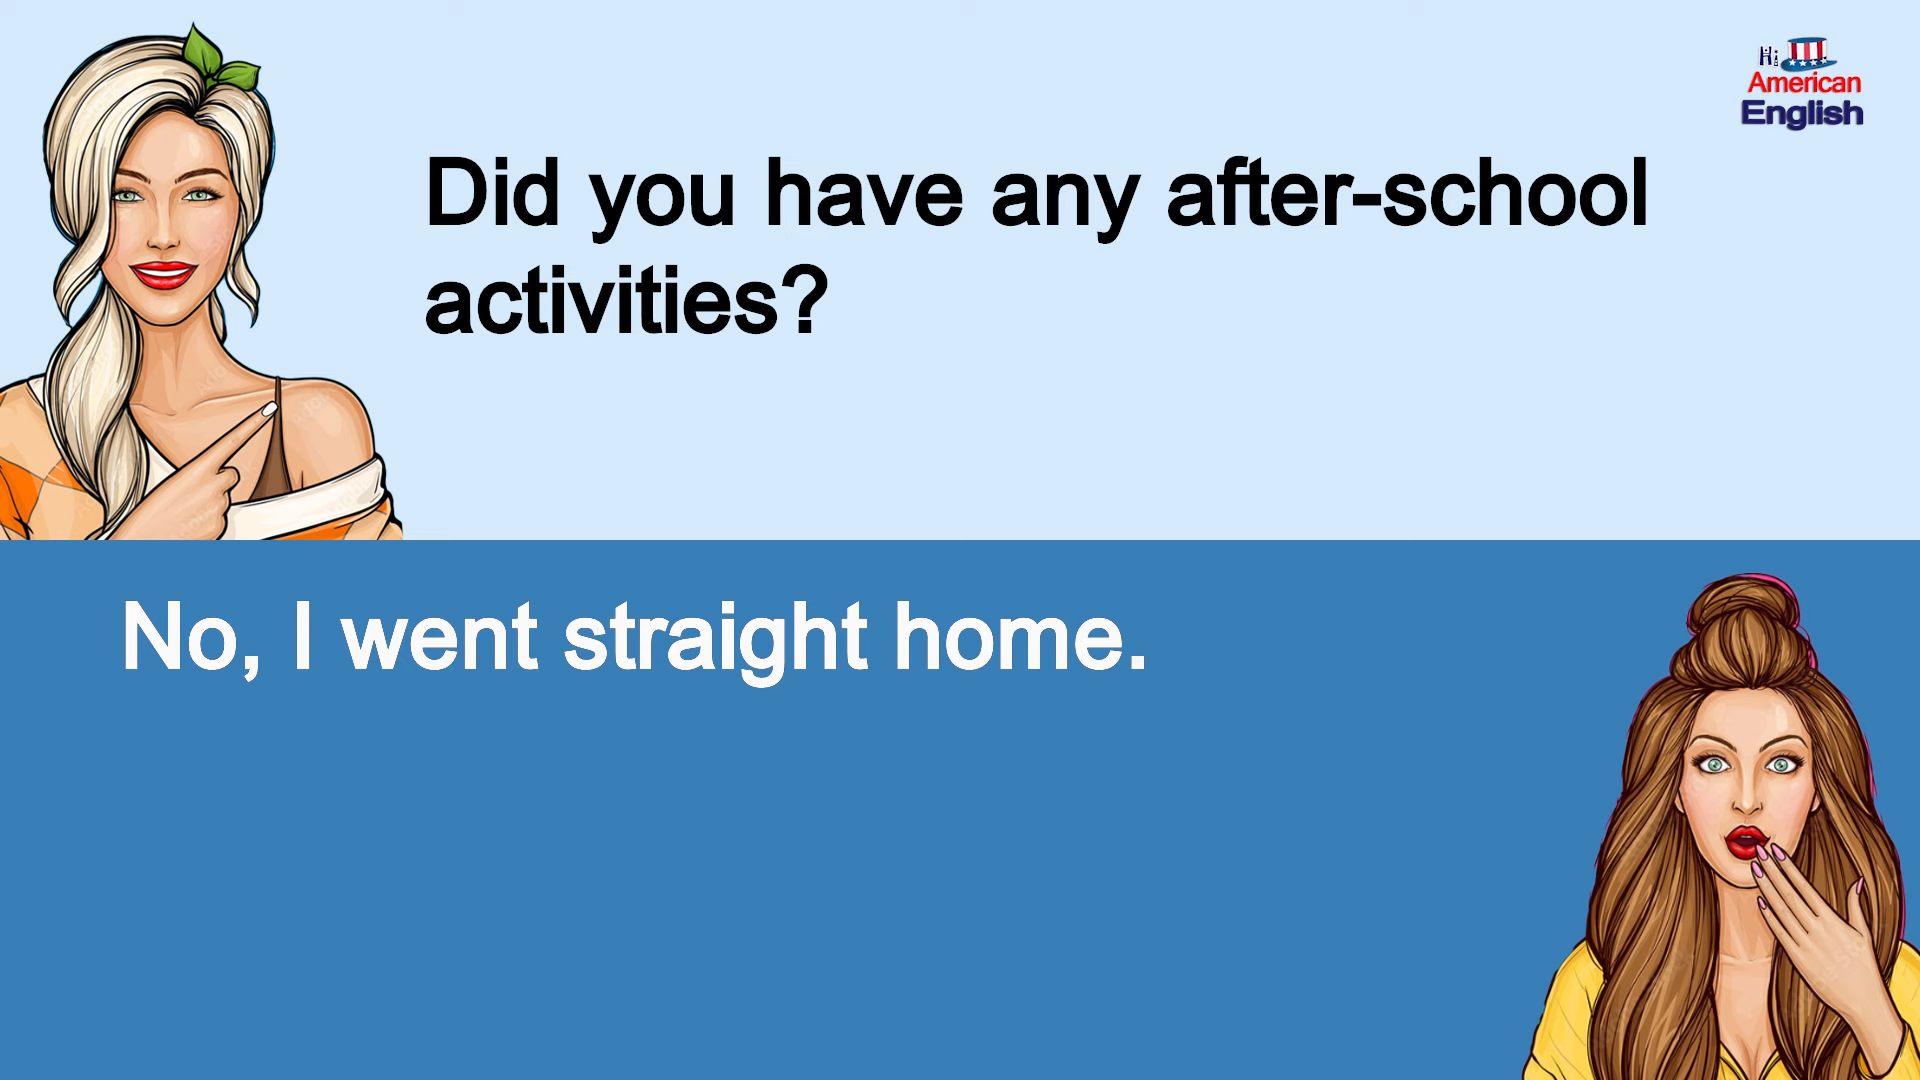 Hi
American
English
Did you have any after-school
activities?
No, I went straight home.